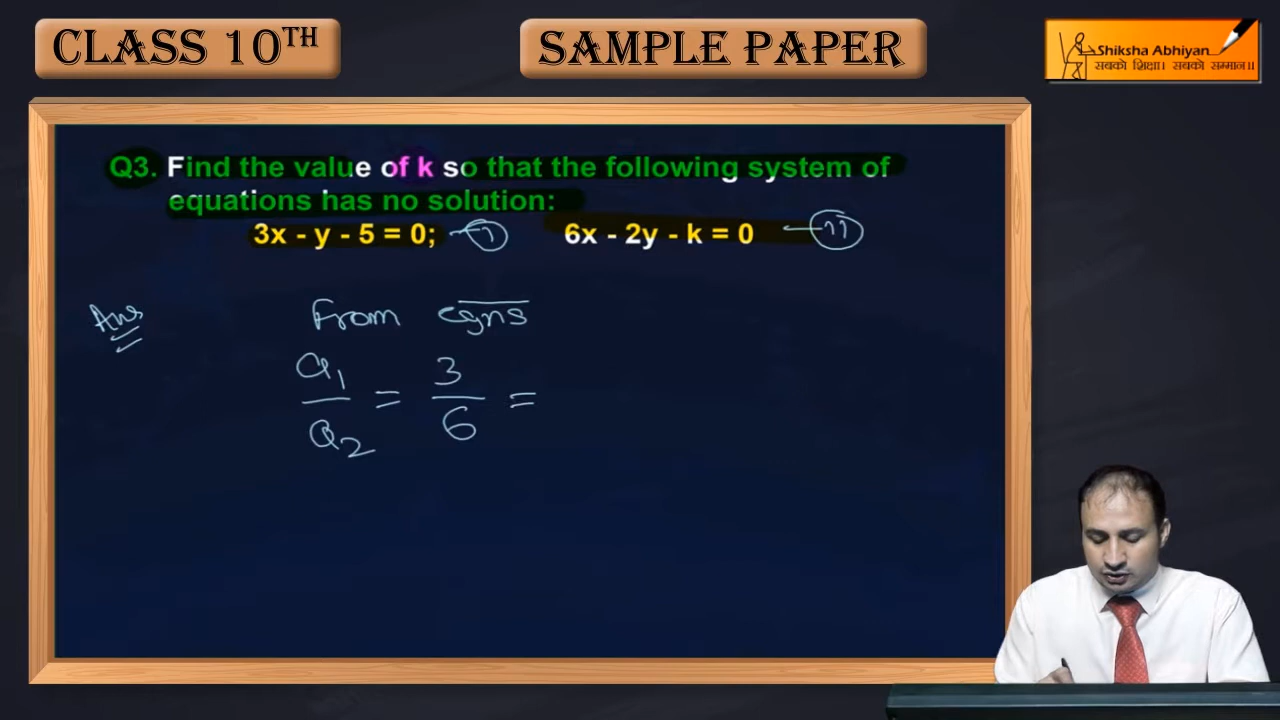 CLASS 10TH
SAMPLE PAPER
Shiksha Abhiyan
सबको शिक्षा। सबको सम्मान॥
Q3. Find the value of k so that the following system of
equations has no solution:
3x - y - 5 = 0; — I 6x - 2y - k = 0 — II
Ans From eqns
a1/a2 = 3/6 =